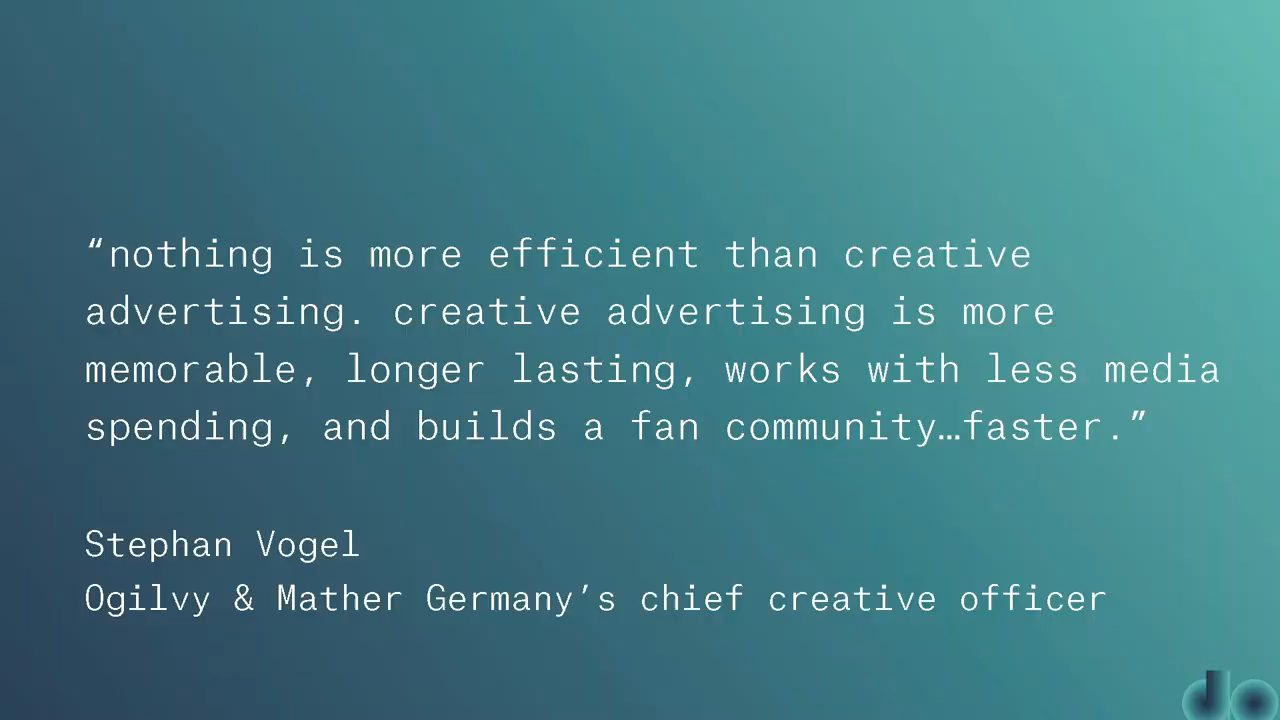 “nothing is more efficient than creative
advertising. creative advertising is more
memorable, longer lasting, works with less media
spending, and builds a fan community…faster.”
Stephan Vogel
Ogilvy & Mather Germany’s chief creative officer
do